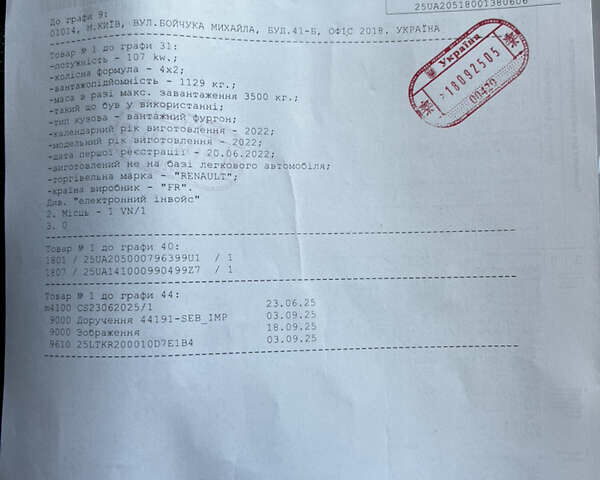 25UA20518001380606
До графи 9:
01014, М.КИЇВ, ВУЛ.БОЙЧУКА МИХАЙЛА, БУД.41-Б, ОФІС 201В. УКРАЇНА
Товар № 1 до графи 31:
-потужність - 107 kw.;
-колісна формула - 4x2;
-вантажопідйомність - 1129 кг.;
-маса в разі макс. завантаження 3500 кг.;
-такий що був у використанні;
-тип кузова - вантажний фургон;
-календарний рік виготовлення - 2022;
-модельний рік виготовлення - 2022;
-дата першої реєстрації - 20.06.2022;
-виготовлений не на базі легкового автомобіля;
-торгівельна марка - "RENAULT";
-країна виробник - "FR".
Див. "електронний інвойс"
2. Місць - 1 VN/1
3. 0
Товар № 1 до графи 40:
1801 / 25UA205000796399U1 / 1
1807 / 25UA141000990499Z7 / 1
Товар № 1 до графи 44:
m4100 CS23062025/1 23.06.25
9000 Доручення 44191-SEB_IMP 03.09.25
9000 Зображення 18.09.25
9610 25LTKR200010D7E1B4 03.09.25
Україна
18092505